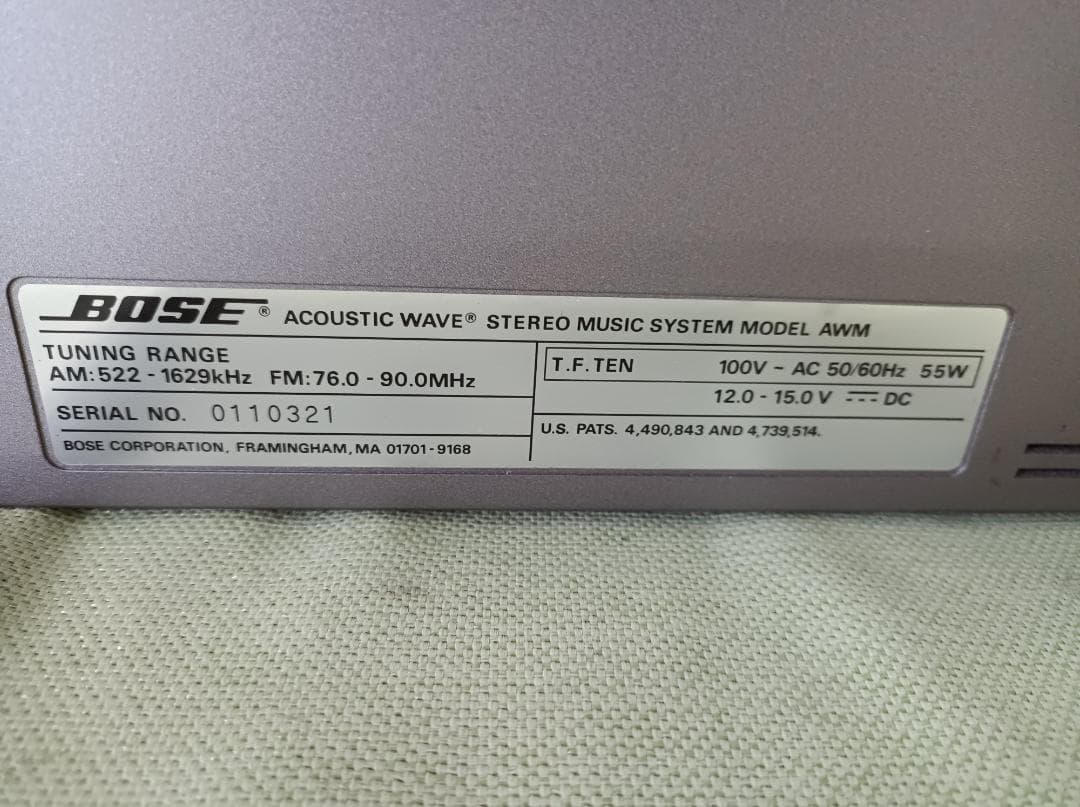 BOSE® ACOUSTIC WAVE® STEREO MUSIC SYSTEM MODEL AWM
TUNING RANGE
AM:522 - 1629kHz FM:76.0 - 90.0MHz
SERIAL NO. 0110321
BOSE CORPORATION, FRAMINGHAM, MA 01701-9168
T.F. TEN 100V ~ AC 50/60Hz 55W
12.0 - 15.0 V ⎓ DC
U.S. PATS. 4,490,843 AND 4,739,514.